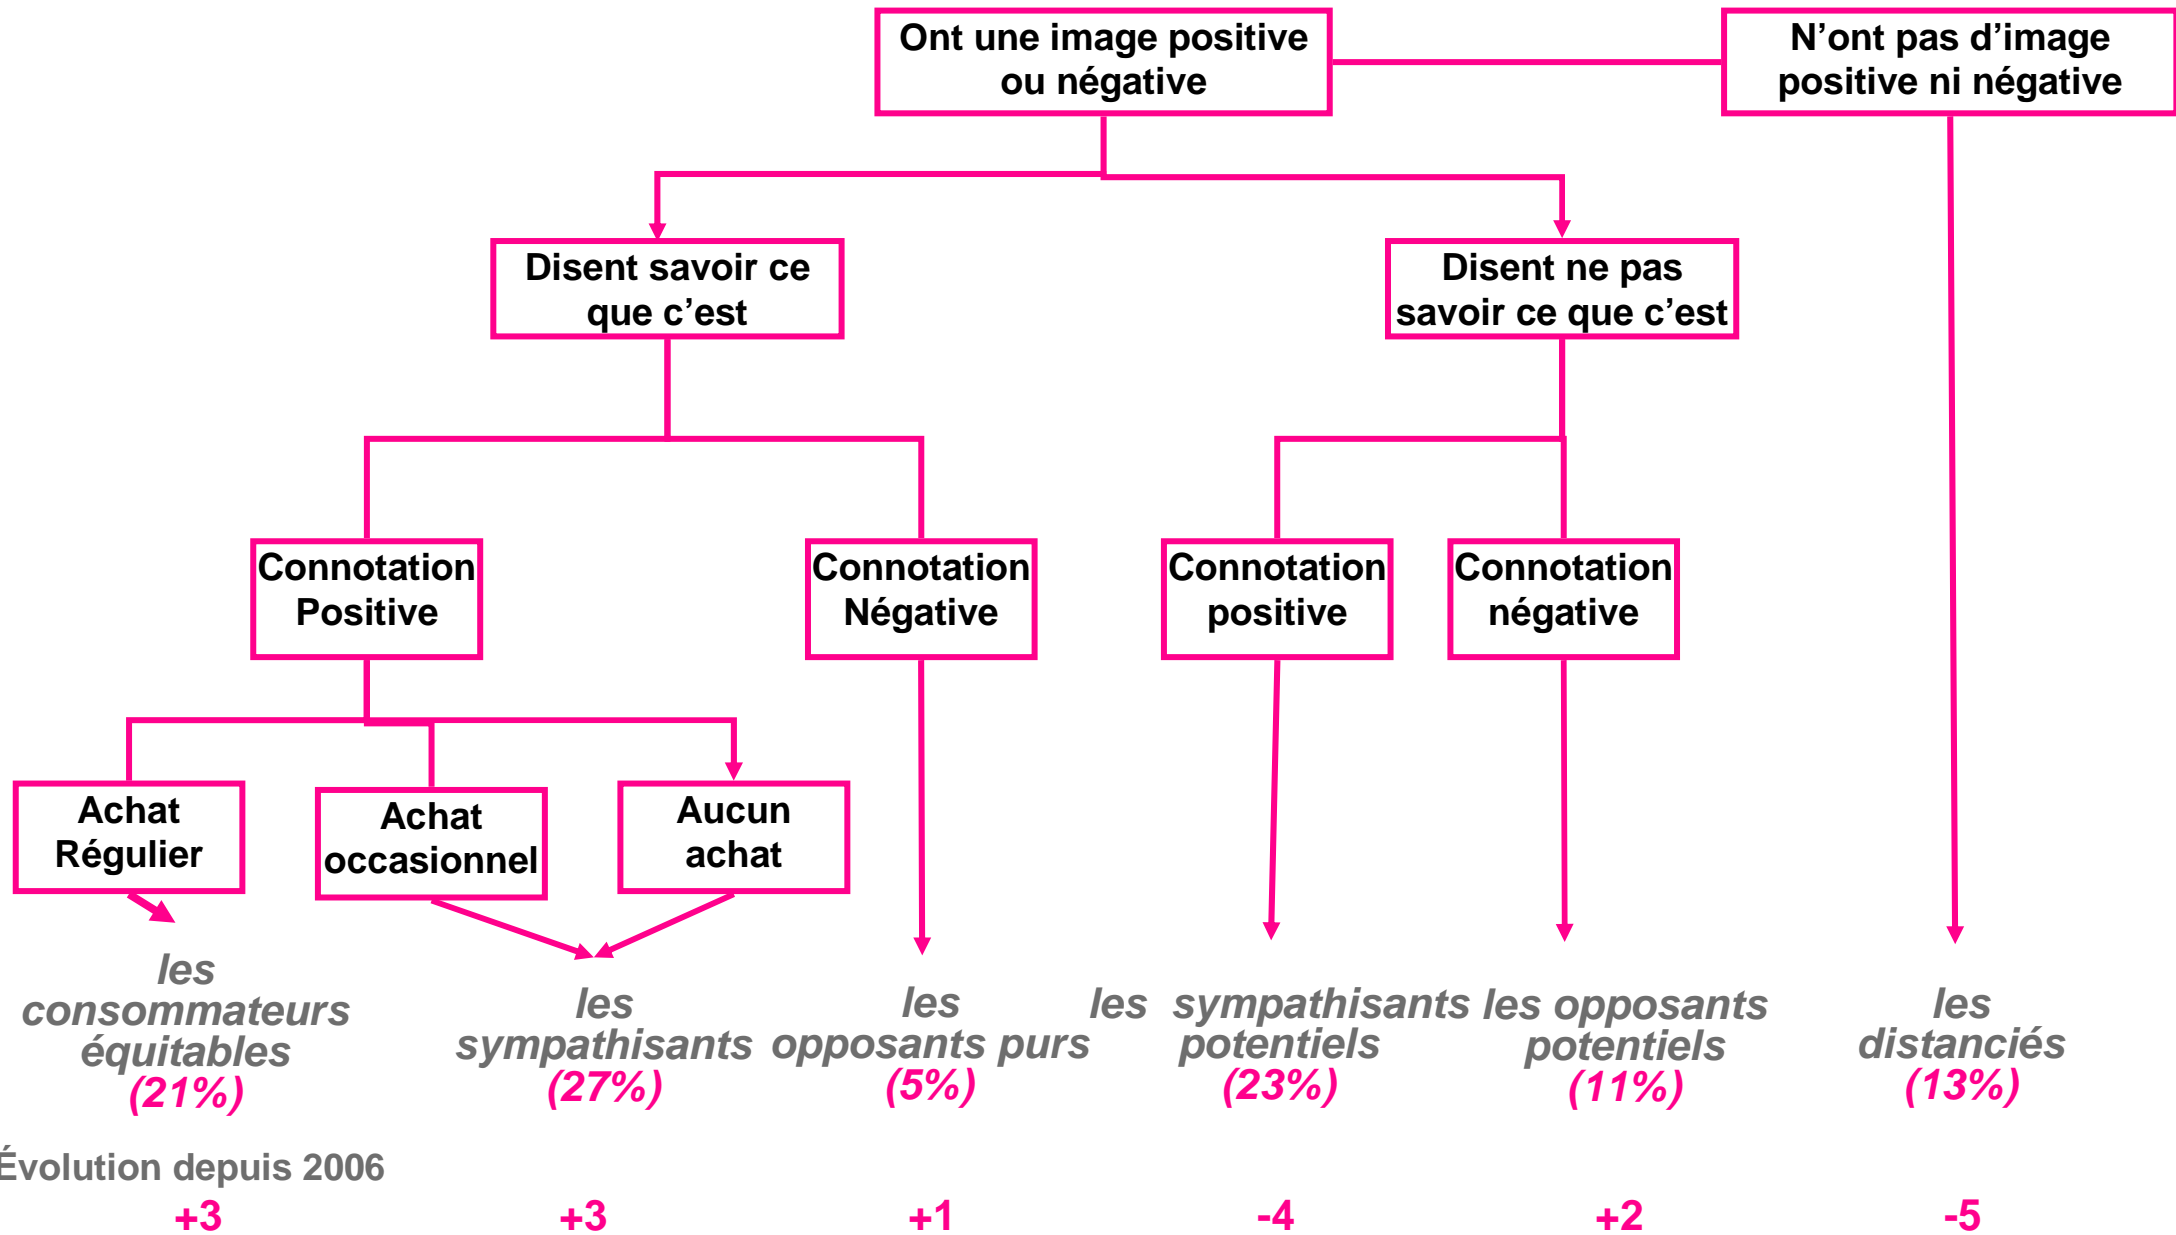 Ont une image positive
ou négative
N’ont pas d’image
positive ni négative
Disent savoir ce
que c’est
Disent ne pas
savoir ce que c’est
Connotation
Positive
Connotation
Négative
Connotation
positive
Connotation
négative
Achat
Régulier
Achat
occasionnel
Aucun
achat
les
consommateurs
équitables
(21%)
les
sympathisants
(27%)
les
opposants purs
(5%)
les sympathisants
potentiels
(23%)
les opposants
potentiels
(11%)
les
distanciés
(13%)
Évolution depuis 2006
+3
+3
+1
-4
+2
-5